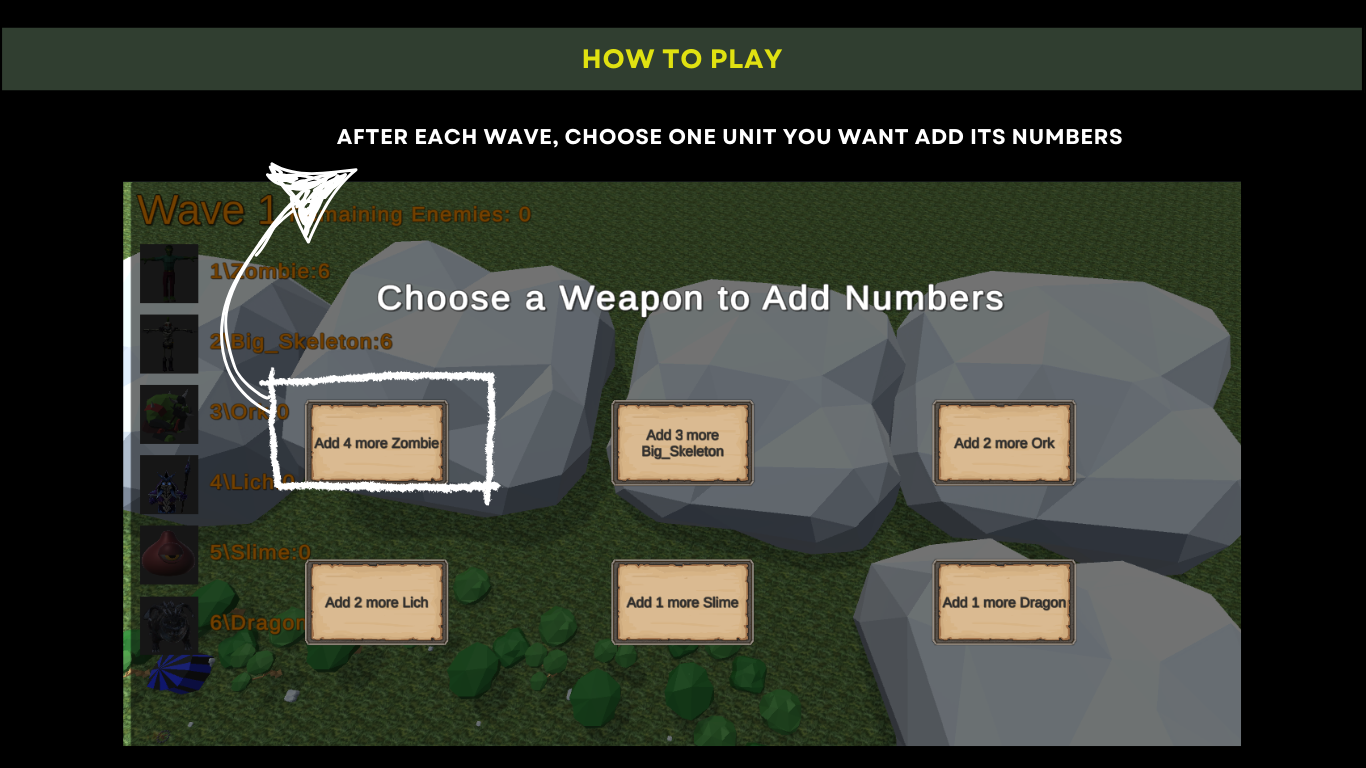 HOW TO PLAY
AFTER EACH WAVE, CHOOSE ONE UNIT YOU WANT ADD ITS NUMBERS
Wave 1
Enemies: 0
1\Zombie:6
Choose a Weapon to Add Numbers
2\Big_Skeleton:6
3\Ork:0
Add 4 more Zombie
Add 3 more
Big_Skeleton
Add 2 more Ork
4\Lich:0
5\Slime:0
Add 2 more Lich
Add 1 more Slime
Add 1 more Dragon
6\Dragon